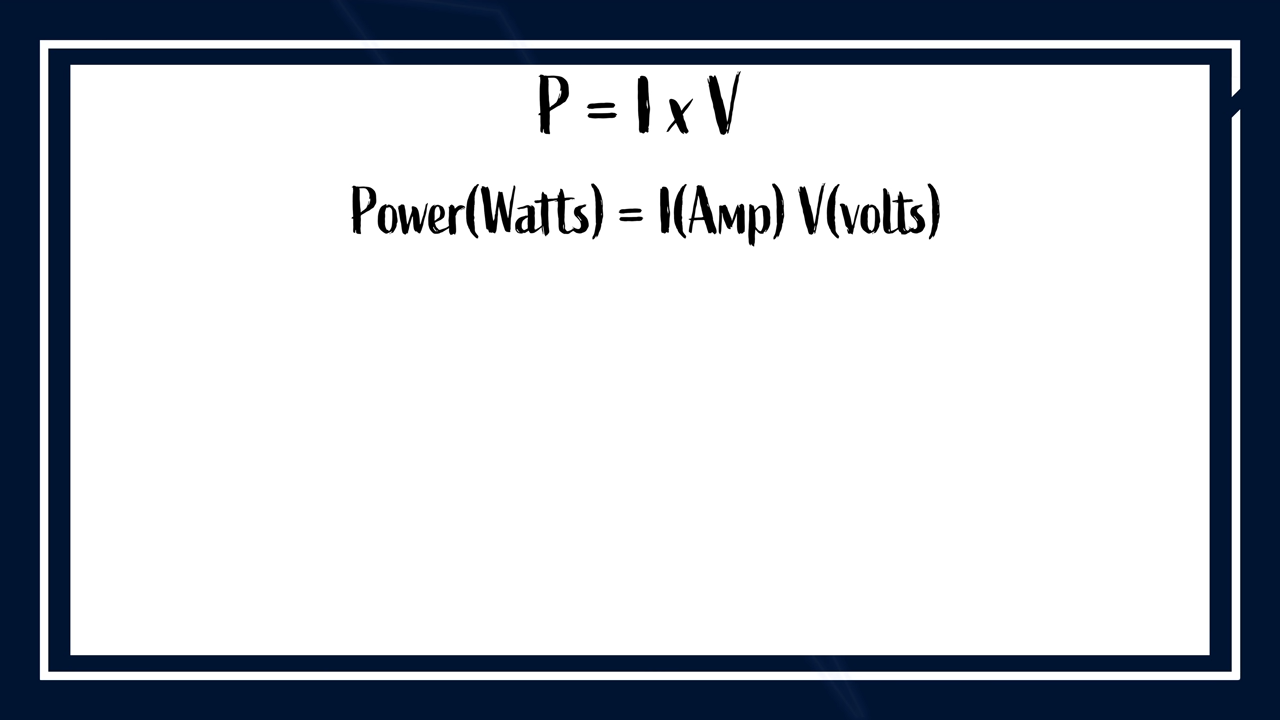 P = I x V
Power(Watts) = I(Amp) V(volts)